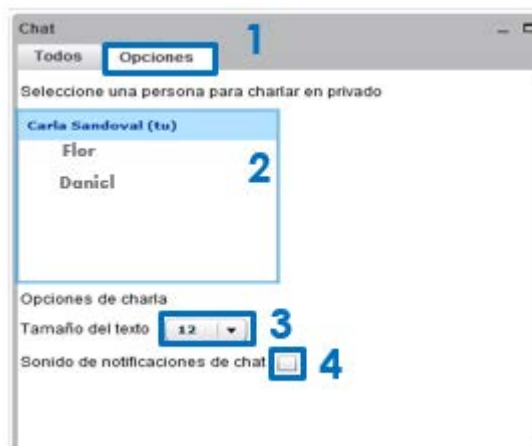 Chat
1
Todos Opciones
Seleccione una persona para charlar en privado
Carla Sandoval (tu)
Flor
Daniel
2
Opciones de charla
Tamaño del texto 12 3
Sonido de notificaciones de chat 4